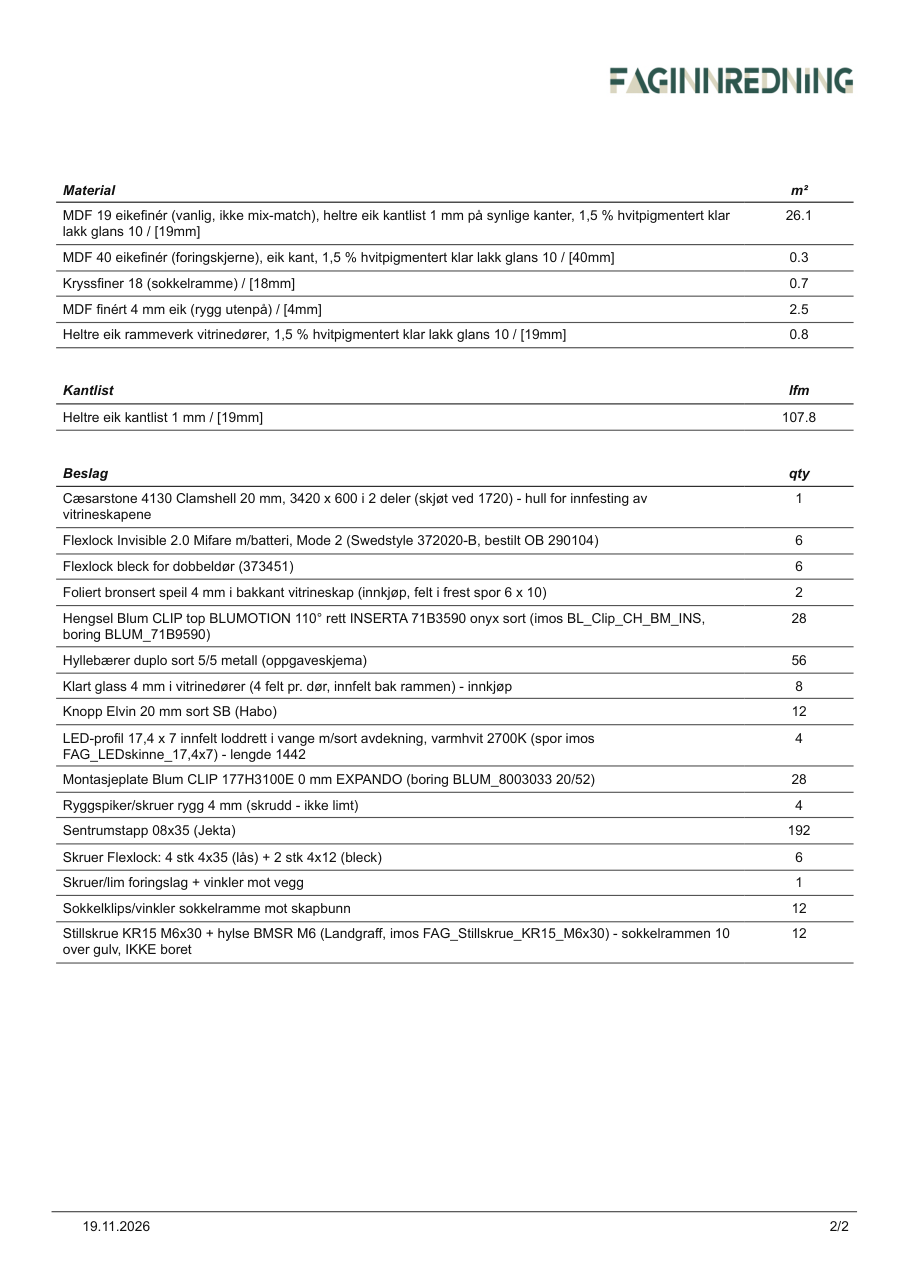 FAGINNREDNiNG
Material m²
MDF 19 eikefinér (vanlig, ikke mix-match), heltre eik kantlist 1 mm på synlige kanter, 1,5 % hvitpigmentert klar 26.1
lakk glans 10 / [19mm]
MDF 40 eikefinér (foringskjerne), eik kant, 1,5 % hvitpigmentert klar lakk glans 10 / [40mm] 0.3
Kryssfiner 18 (sokkelramme) / [18mm] 0.7
MDF finért 4 mm eik (rygg utenpå) / [4mm] 2.5
Heltre eik rammeverk vitrinedører, 1,5 % hvitpigmentert klar lakk glans 10 / [19mm] 0.8
Kantlist lfm
Heltre eik kantlist 1 mm / [19mm] 107.8
Beslag qty
Cæsarstone 4130 Clamshell 20 mm, 3420 x 600 i 2 deler (skjøt ved 1720) - hull for innfesting av 1
vitrineskapene
Flexlock Invisible 2.0 Mifare m/batteri, Mode 2 (Swedstyle 372020-B, bestilt OB 290104) 6
Flexlock bleck for dobbeldør (373451) 6
Foliert bronsert speil 4 mm i bakkant vitrineskap (innkjøp, felt i frest spor 6 x 10) 2
Hengsel Blum CLIP top BLUMOTION 110° rett INSERTA 71B3590 onyx sort (imos BL_Clip_CH_BM_INS, 28
boring BLUM_71B9590)
Hyllebærer duplo sort 5/5 metall (oppgaveskjema) 56
Klart glass 4 mm i vitrinedører (4 felt pr. dør, innfelt bak rammen) - innkjøp 8
Knopp Elvin 20 mm sort SB (Habo) 12
LED-profil 17,4 x 7 innfelt loddrett i vange m/sort avdekning, varmhvit 2700K (spor imos 4
FAG_LEDskinne_17,4x7) - lengde 1442
Montasjeplate Blum CLIP 177H3100E 0 mm EXPANDO (boring BLUM_8003033 20/52) 28
Ryggspiker/skruer rygg 4 mm (skrudd - ikke limt) 4
Sentrumstapp 08x35 (Jekta) 192
Skruer Flexlock: 4 stk 4x35 (lås) + 2 stk 4x12 (bleck) 6
Skruer/lim foringslag + vinkler mot vegg 1
Sokkelklips/vinkler sokkelramme mot skapbunn 12
Stillskrue KR15 M6x30 + hylse BMSR M6 (Landgraff, imos FAG_Stillskrue_KR15_M6x30) - sokkelrammen 10 12
over gulv, IKKE boret
19.11.2026 2/2